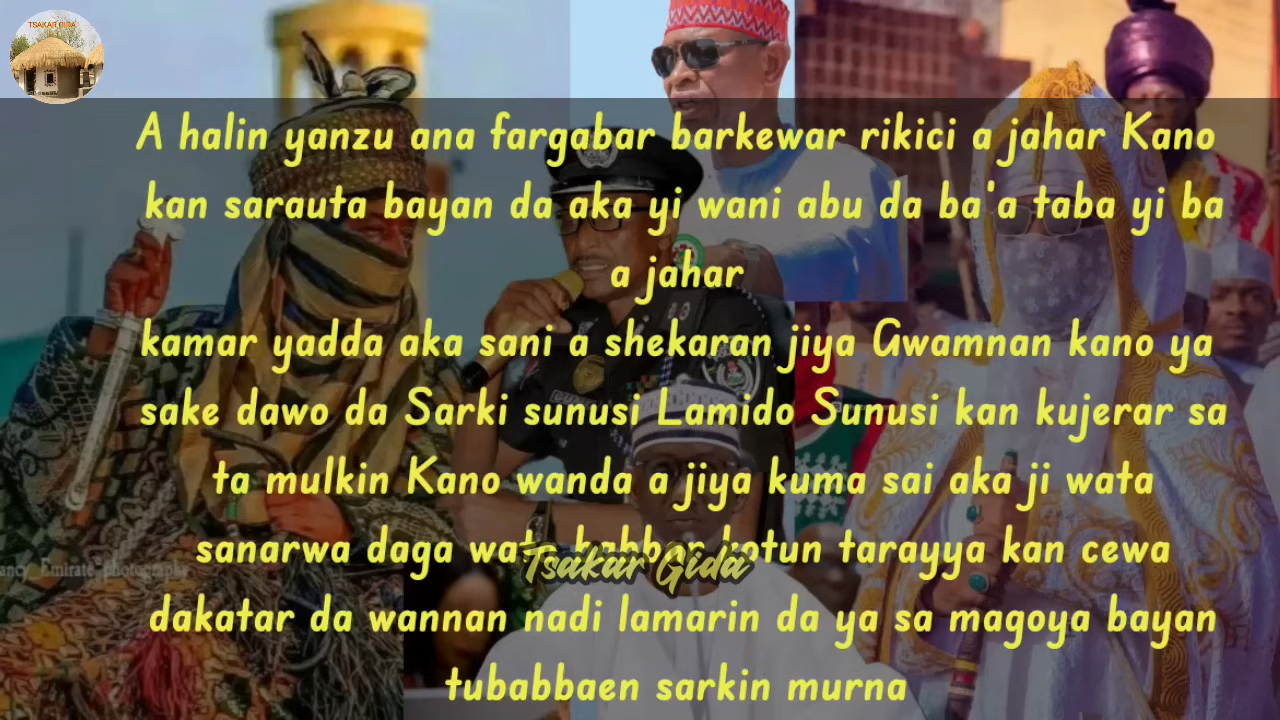 TSAKAR GIDA
A halin yanzu ana fargabar barkewar rikici a jahar Kano
kan sarauta bayan da aka yi wani abu da ba'a taba yi ba
a jahar
kamar yadda aka sani a shekaran jiya Gwamnan kano ya
sake dawo da Sarki sunusi Lamido Sunusi kan kujerar sa
ta mulkin Kano wanda a jiya kuma sai aka ji wata
sanarwa daga wata babbar kotun tarayya kan cewa
Tsakar Gida
dakatar da wannan nadi lamarin da ya sa magoya bayan
tubabbaen sarkin murna